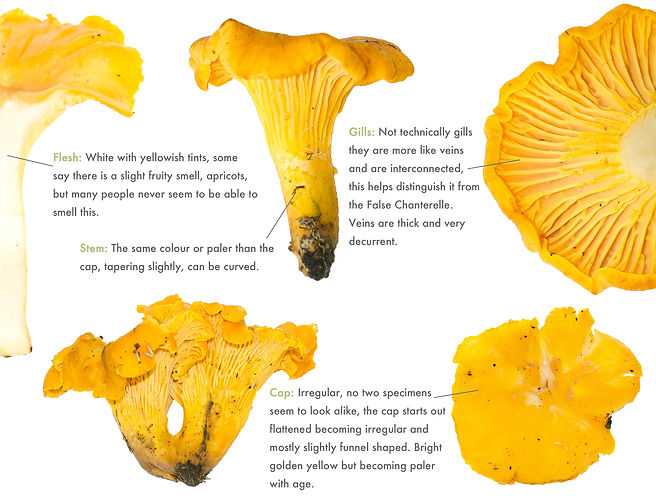 Flesh: White with yellowish tints, some
say there is a slight fruity smell, apricots,
but many people never seem to be able to
smell this.
Stem: The same colour or paler than the
cap, tapering slightly, can be curved.
Gills: Not technically gills
they are more like veins
and are interconnected,
this helps distinguish it from
the False Chanterelle.
Veins are thick and very
decurrent.
Cap: Irregular, no two specimens
seem to look alike, the cap starts out
flattened becoming irregular and
mostly slightly funnel shaped. Bright
golden yellow but becoming paler
with age.